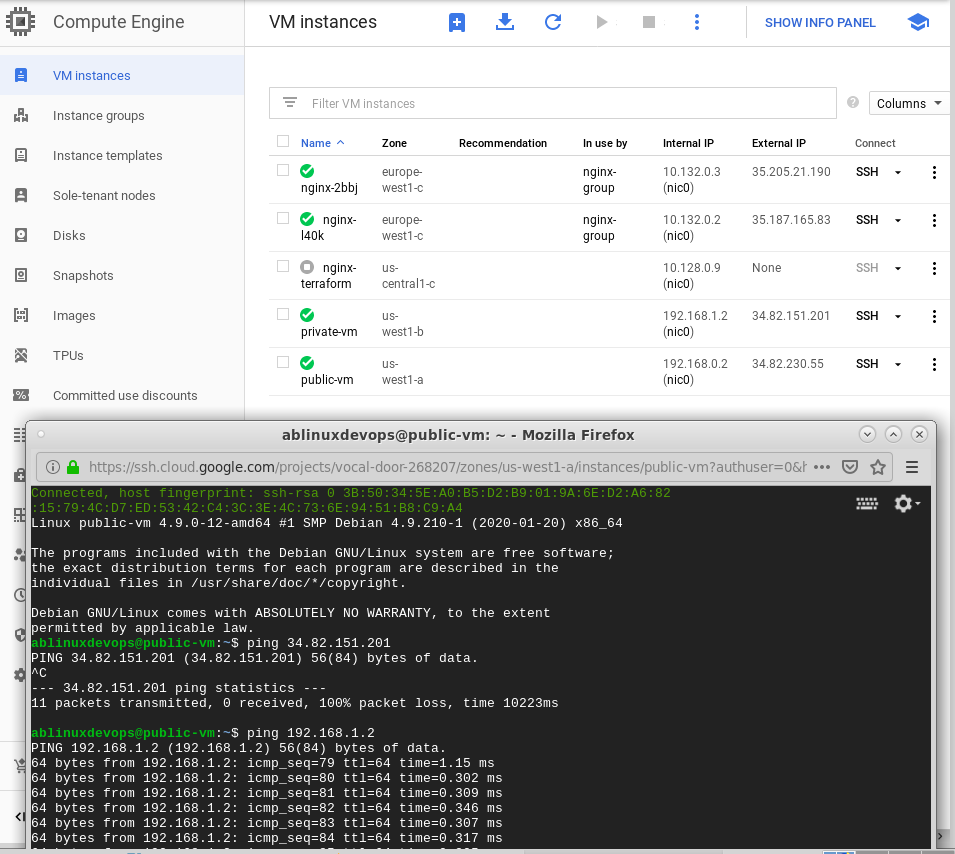 Compute Engine
VM instances
SHOW INFO PANEL
VM instances
Instance groups
Instance templates
Sole-tenant nodes
Disks
Snapshots
Images
TPUs
Committed use discounts
Filter VM instances
Columns
Name Zone Recommendation In use by Internal IP External IP Connect
nginx-2bbj europe-west1-c nginx-group 10.132.0.3 (nic0) 35.205.21.190 SSH
nginx-l40k europe-west1-c nginx-group 10.132.0.2 (nic0) 35.187.165.83 SSH
nginx-terraform us-central1-c 10.128.0.9 (nic0) None SSH
private-vm us-west1-b 192.168.1.2 (nic0) 34.82.151.201 SSH
public-vm us-west1-a 192.168.0.2 (nic0) 34.82.230.55 SSH
ablinuxdevops@public-vm: ~ - Mozilla Firefox
https://ssh.cloud.google.com/projects/vocal-door-268207/zones/us-west1-a/instances/public-vm?authuser=0&h
Connected, host fingerprint: ssh-rsa 0 3B:50:34:5E:A0:B5:D2:B9:01:9A:6E:D2:A6:82
:15:79:4C:D7:ED:53:42:C4:3C:3E:4C:73:6E:94:51:B8:C9:A4
Linux public-vm 4.9.0-12-amd64 #1 SMP Debian 4.9.210-1 (2020-01-20) x86_64
The programs included with the Debian GNU/Linux system are free software;
the exact distribution terms for each program are described in the
individual files in /usr/share/doc/*/copyright.
Debian GNU/Linux comes with ABSOLUTELY NO WARRANTY, to the extent
permitted by applicable law.
ablinuxdevops@public-vm:~$ ping 34.82.151.201
PING 34.82.151.201 (34.82.151.201) 56(84) bytes of data.
^C
--- 34.82.151.201 ping statistics ---
11 packets transmitted, 0 received, 100% packet loss, time 10223ms
ablinuxdevops@public-vm:~$ ping 192.168.1.2
PING 192.168.1.2 (192.168.1.2) 56(84) bytes of data.
64 bytes from 192.168.1.2: icmp_seq=79 ttl=64 time=1.15 ms
64 bytes from 192.168.1.2: icmp_seq=80 ttl=64 time=0.302 ms
64 bytes from 192.168.1.2: icmp_seq=81 ttl=64 time=0.309 ms
64 bytes from 192.168.1.2: icmp_seq=82 ttl=64 time=0.346 ms
64 bytes from 192.168.1.2: icmp_seq=83 ttl=64 time=0.307 ms
64 bytes from 192.168.1.2: icmp_seq=84 ttl=64 time=0.317 ms